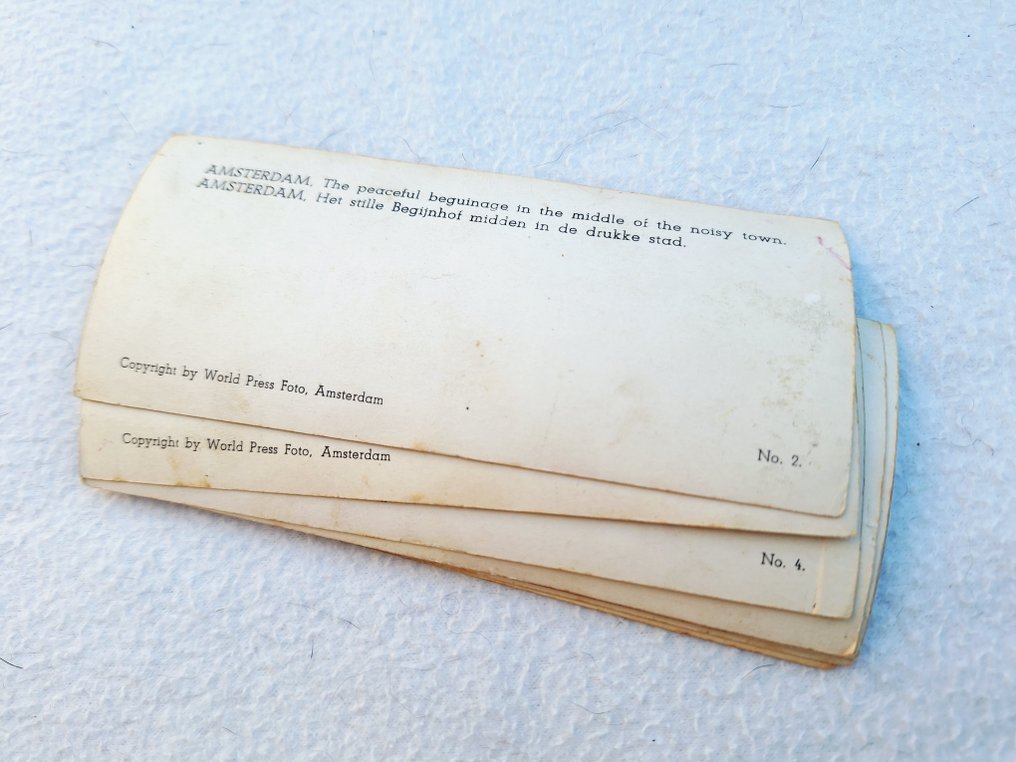 AMSTERDAM, The peaceful beguinage in the middle of the noisy town.
AMSTERDAM, Het stille Begijnhof midden in de drukke stad.
Copyright by World Press Foto, Amsterdam
No. 2.
Copyright by World Press Foto, Amsterdam
No. 4.